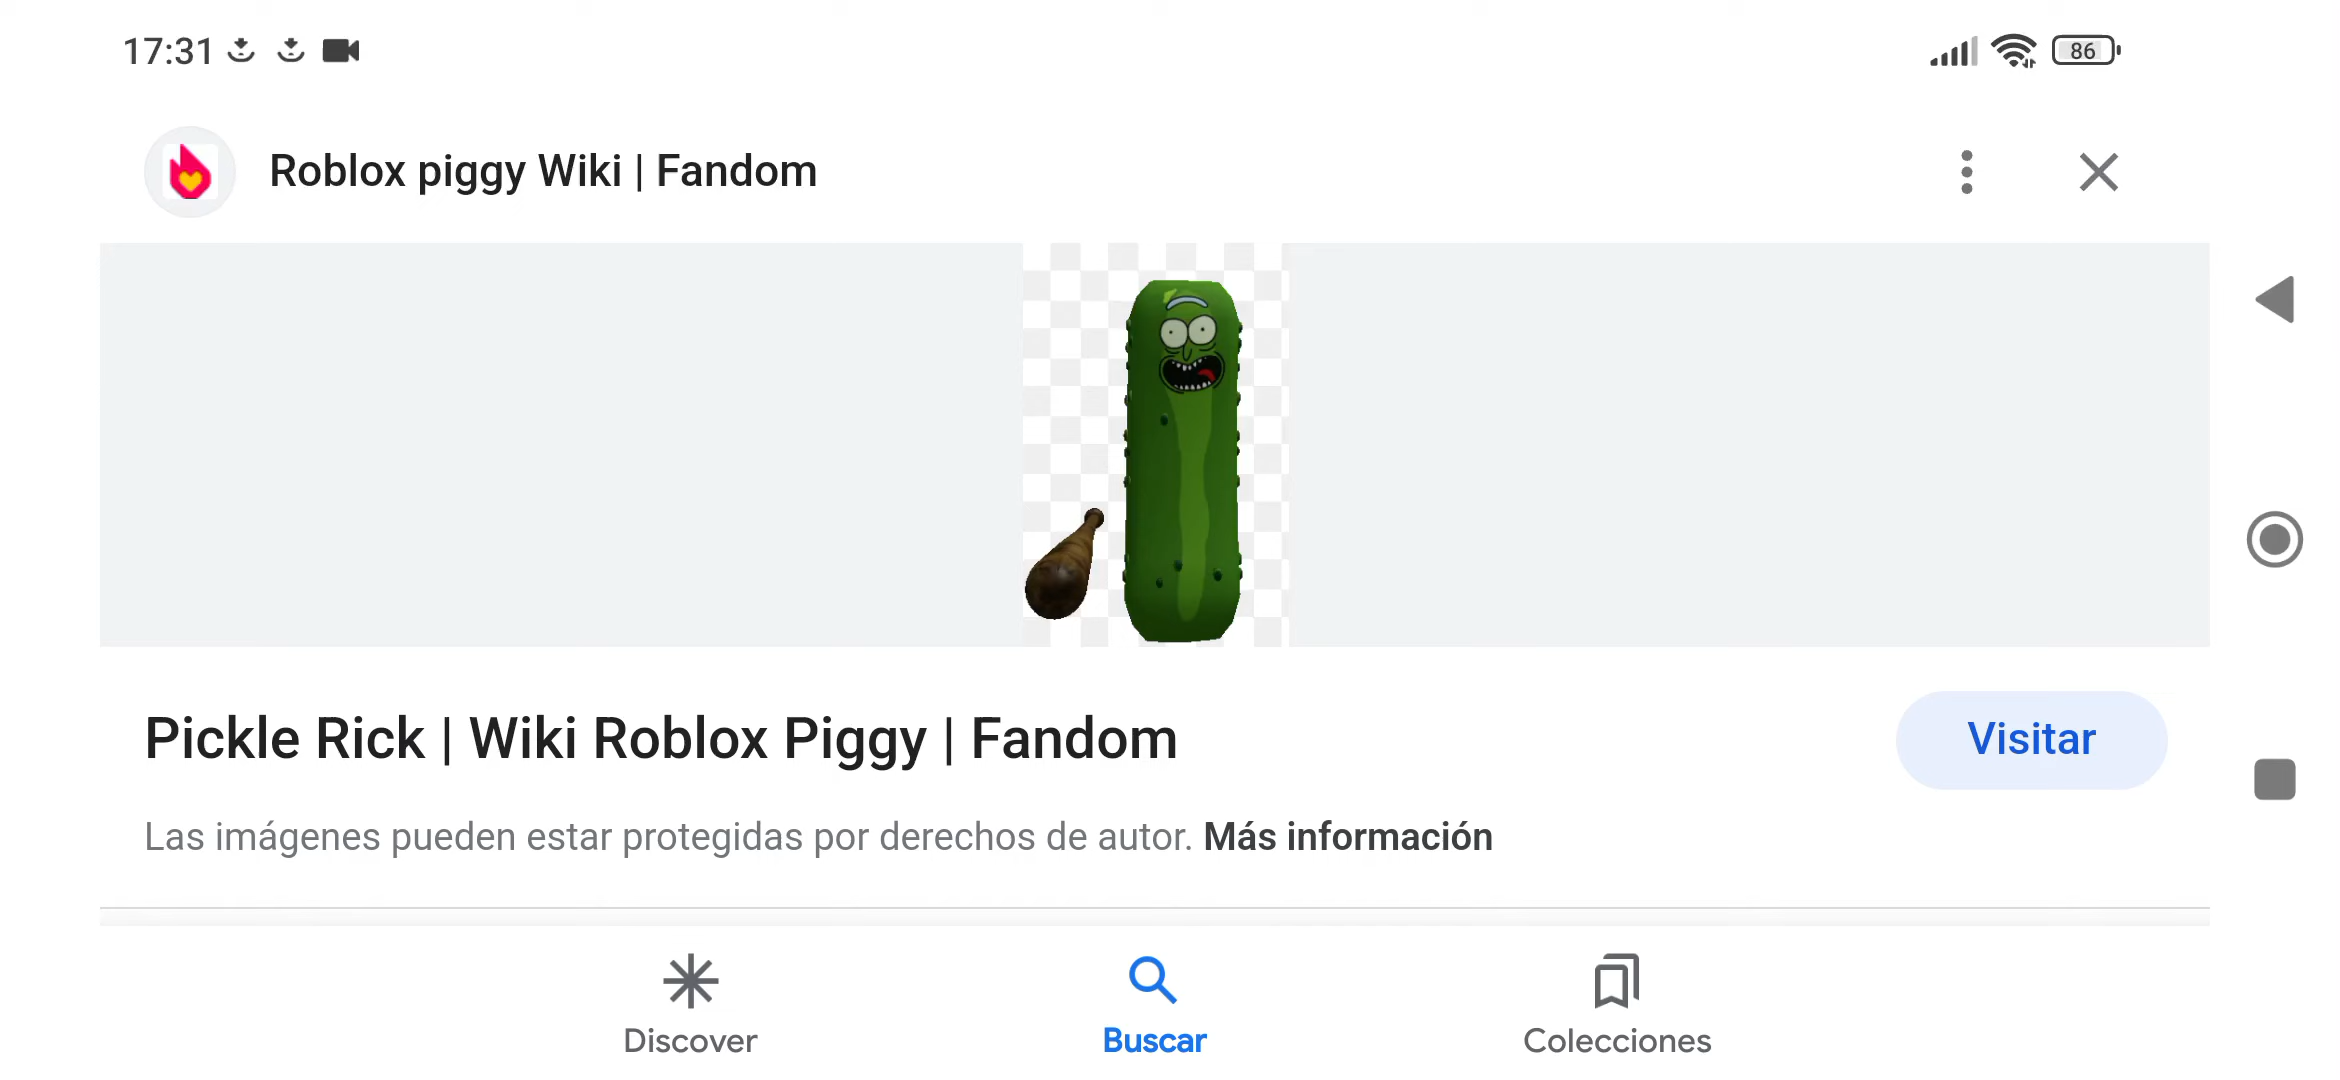 17:31
86
Roblox piggy Wiki | Fandom
Pickle Rick | Wiki Roblox Piggy | Fandom
Visitar
Las imágenes pueden estar protegidas por derechos de autor. Más información
Discover
Buscar
Colecciones